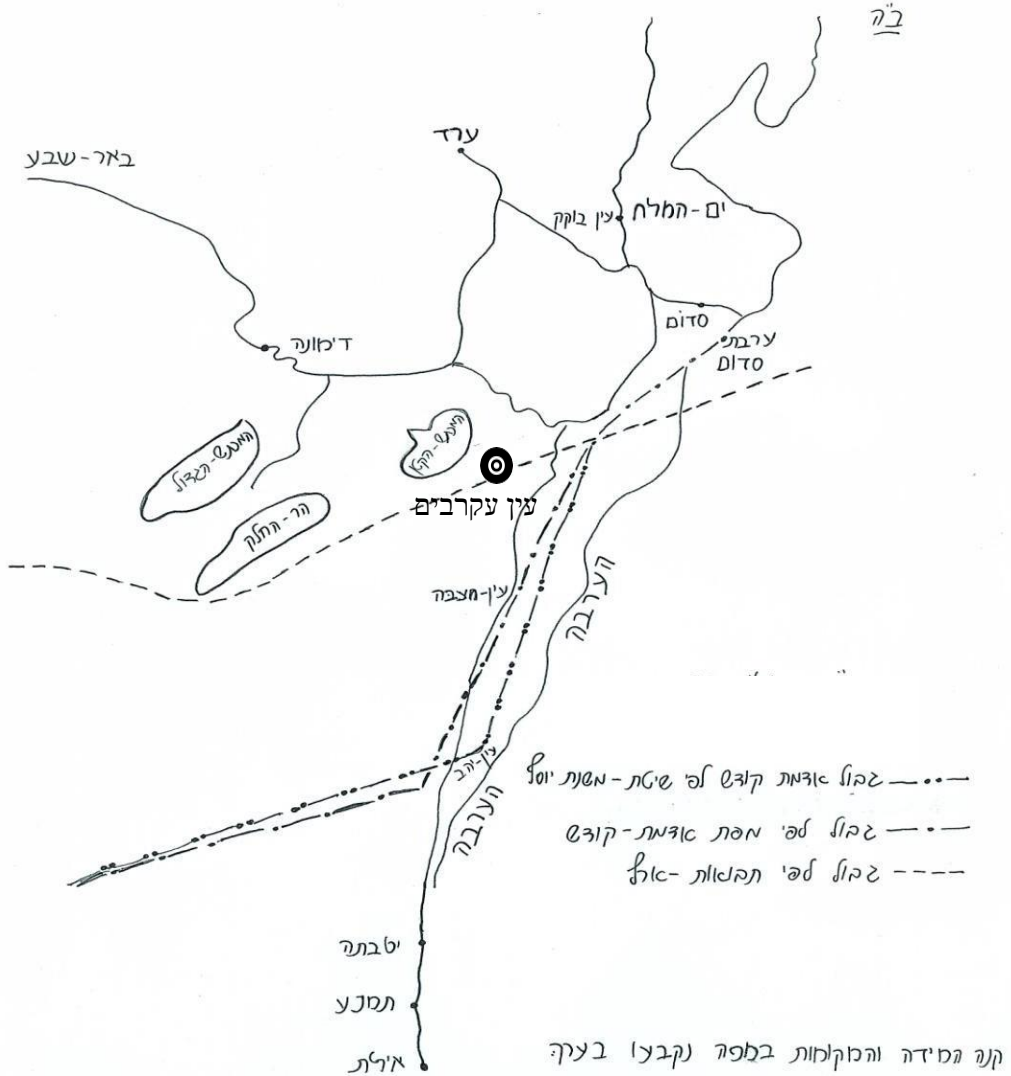 ב"ה
ערד
באר-שבע
ים-המלח
עין בוקק
סדום
דימונה
ערבת
סדום
המכתש-הקטן
המכתש-הגדול
עין עקרבים
הר-החלק
עין-חצבה
הערבה
עין-יהב
הערבה
גבול אדמת קודש לפי שיטת-משנת יוסף
גבול לפי מפת אדמת-קודש
גבול לפי תבואות-ארץ
יטבתה
תמנע
אילת
קנה המידה והמקומות במפה נקבעו בערך